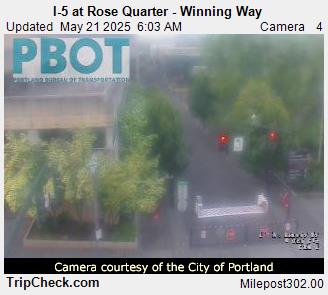 I-5 at Rose Quarter - Winning Way
Updated May 21 2025 6:03 AM Camera 4
PBOT
PORTLAND BUREAU OF TRANSPORTATION
Camera courtesy of the City of Portland
TripCheck.com Milepost302.00